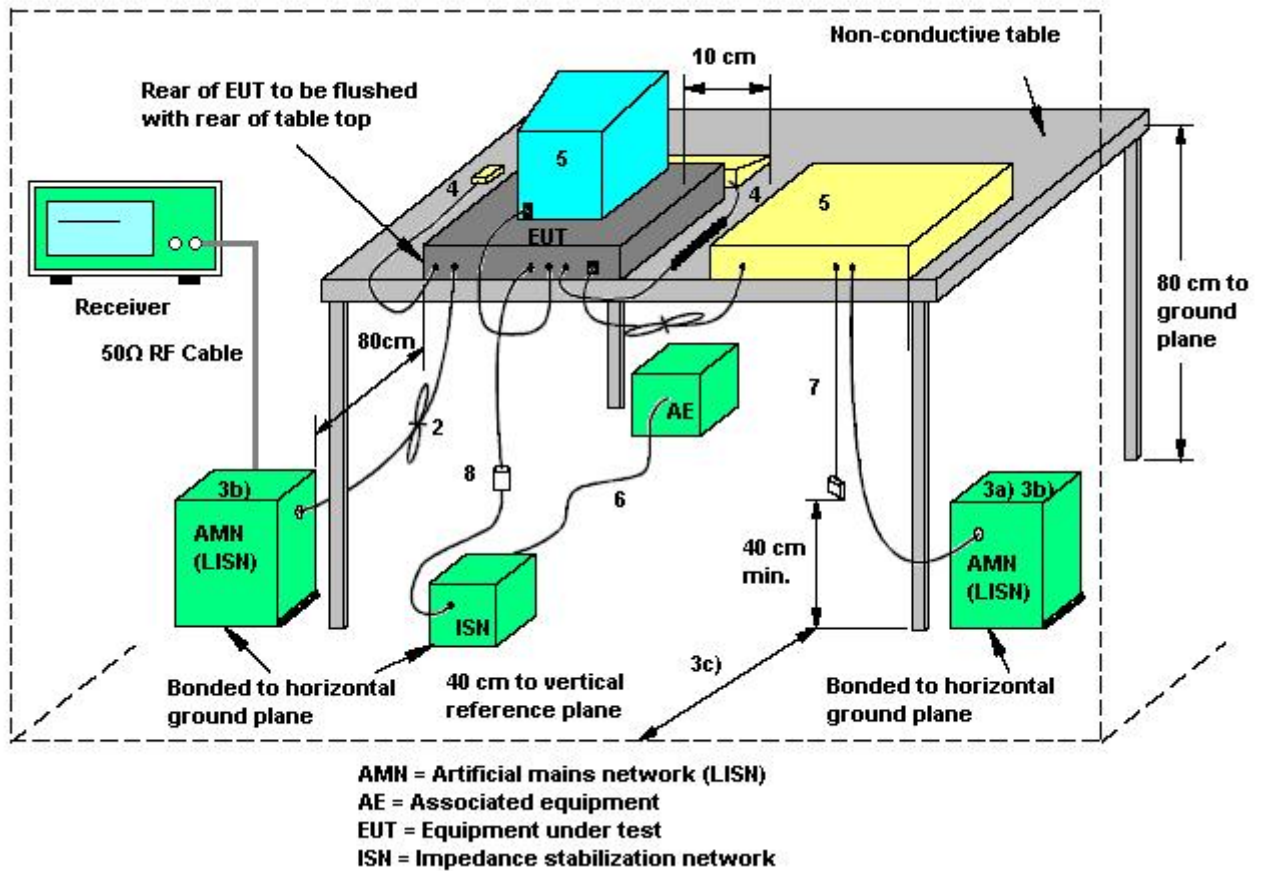 Non-conductive table
10 cm
Rear of EUT to be flushed
with rear of table top
5
4
4
5
EUT
Receiver
80 cm to
ground
plane
50Ω RF Cable
80cm
AE
7
2
8
3b)
6
3a) 3b)
AMN
(LISN)
40 cm
min.
AMN
(LISN)
ISN
3c)
Bonded to horizontal
ground plane
40 cm to vertical
reference plane
Bonded to horizontal
ground plane
AMN = Artificial mains network (LISN)
AE = Associated equipment
EUT = Equipment under test
ISN = Impedance stabilization network